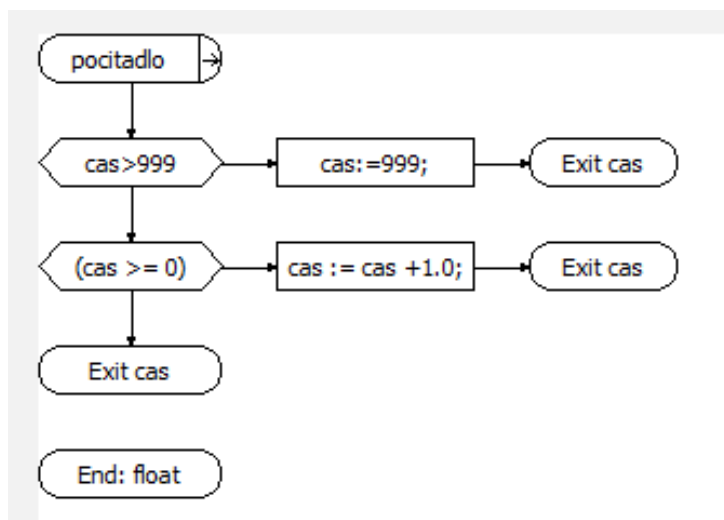 pocitadlo
cas>999
cas:=999;
Exit cas
(cas >= 0)
cas := cas +1.0;
Exit cas
Exit cas
End: float